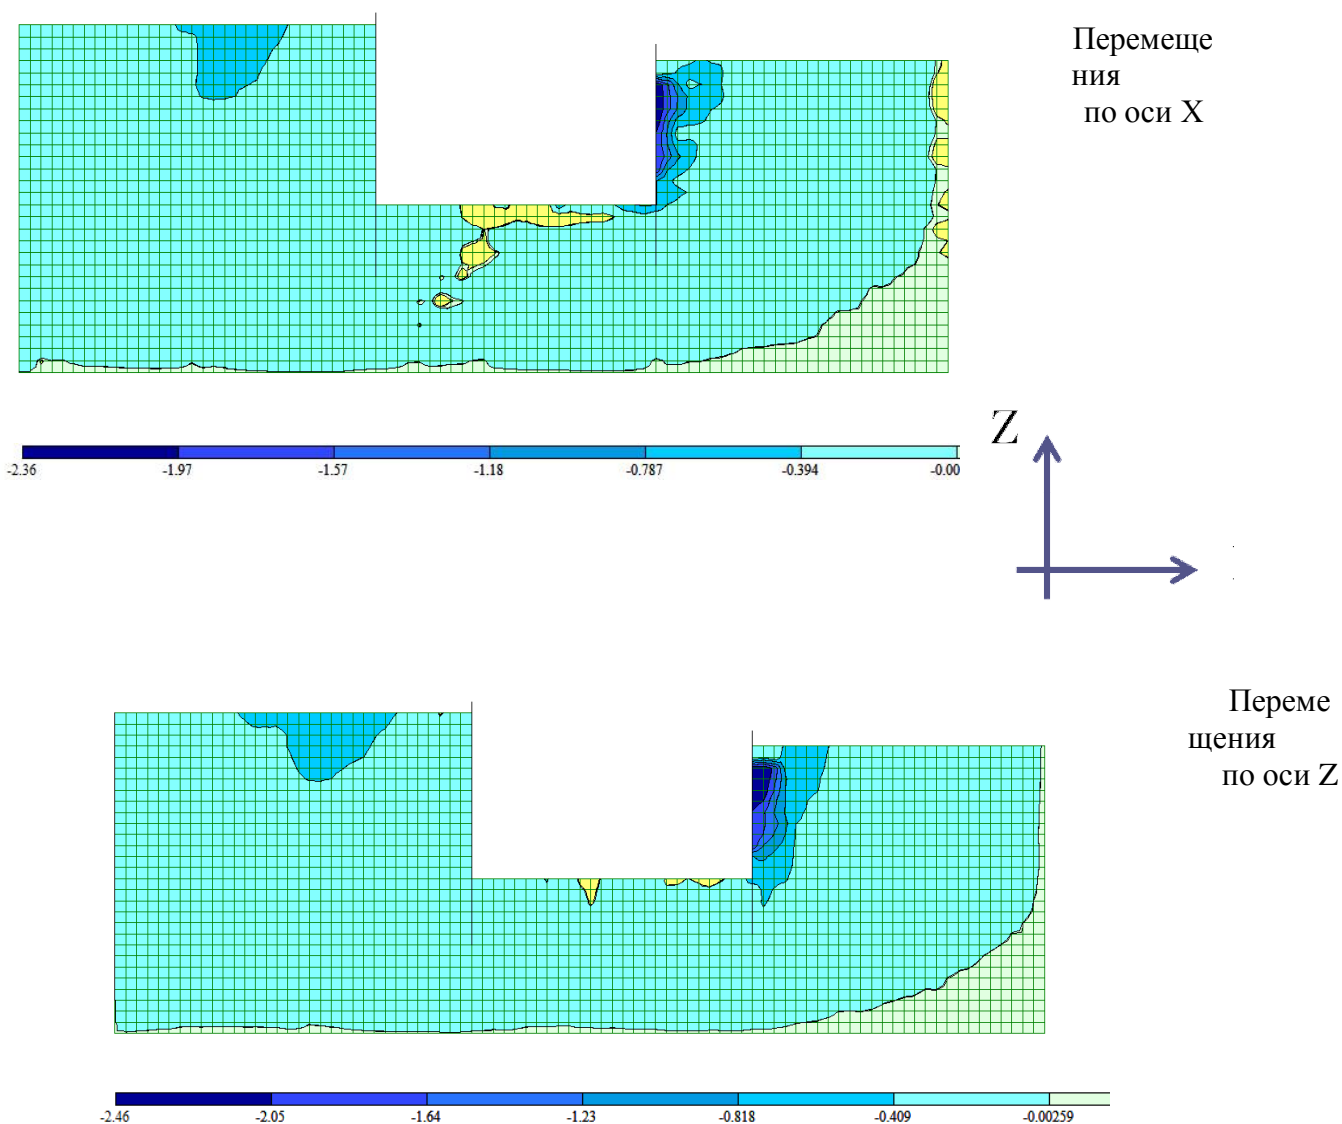 Перемеще
ния
по оси X
-2.36 -1.97 -1.57 -1.18 -0.787 -0.394 -0.00
Z
Переме
щения
по оси Z
-2.46 -2.05 -1.64 -1.23 -0.818 -0.409 -0.00259